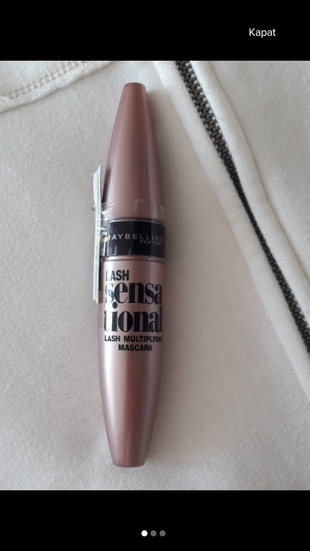 Kapat
MAYBELLINE
NEW YORK
LASH
sensa
tional
LASH MULTIPLYING
MASCARA